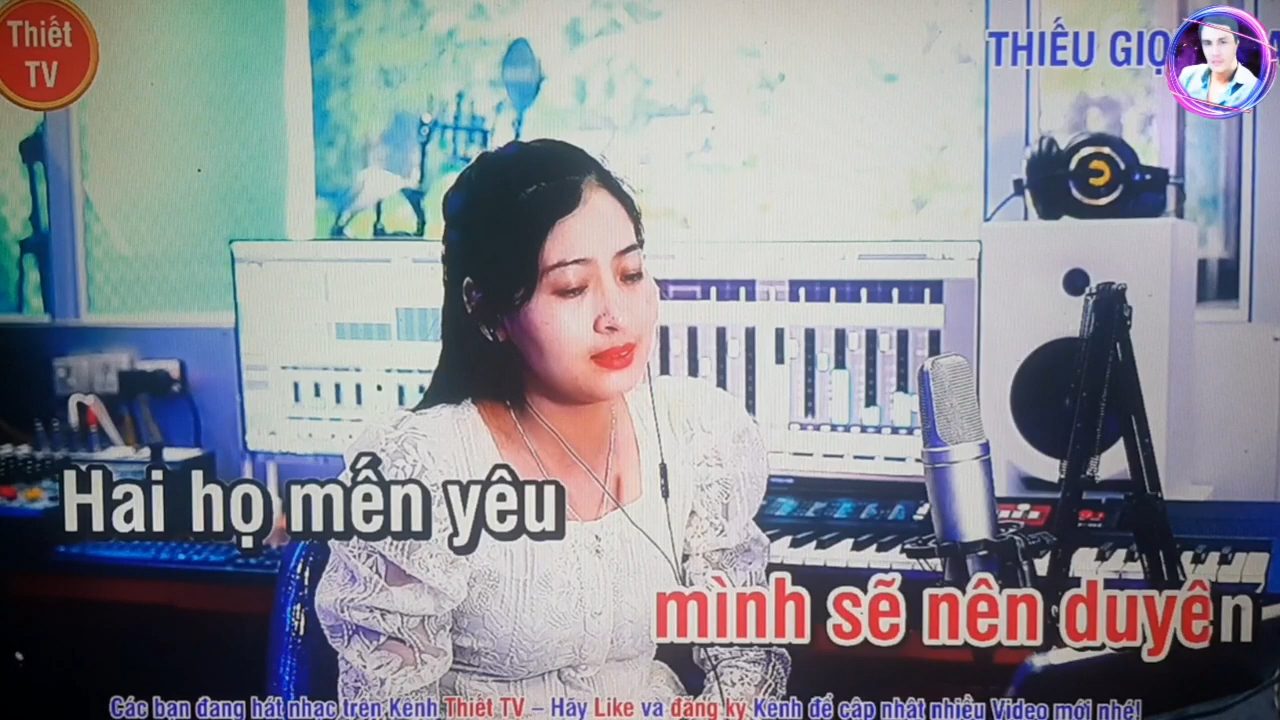 Thiết
TV
THIẾU GIỌ
Hai họ mến yêu
mình sẽ nên duyên
Các bạn đang hát nhạc trên Kênh Thiết TV – Hãy Like và đăng ký Kênh để cập nhật nhiều Video mới nhé!